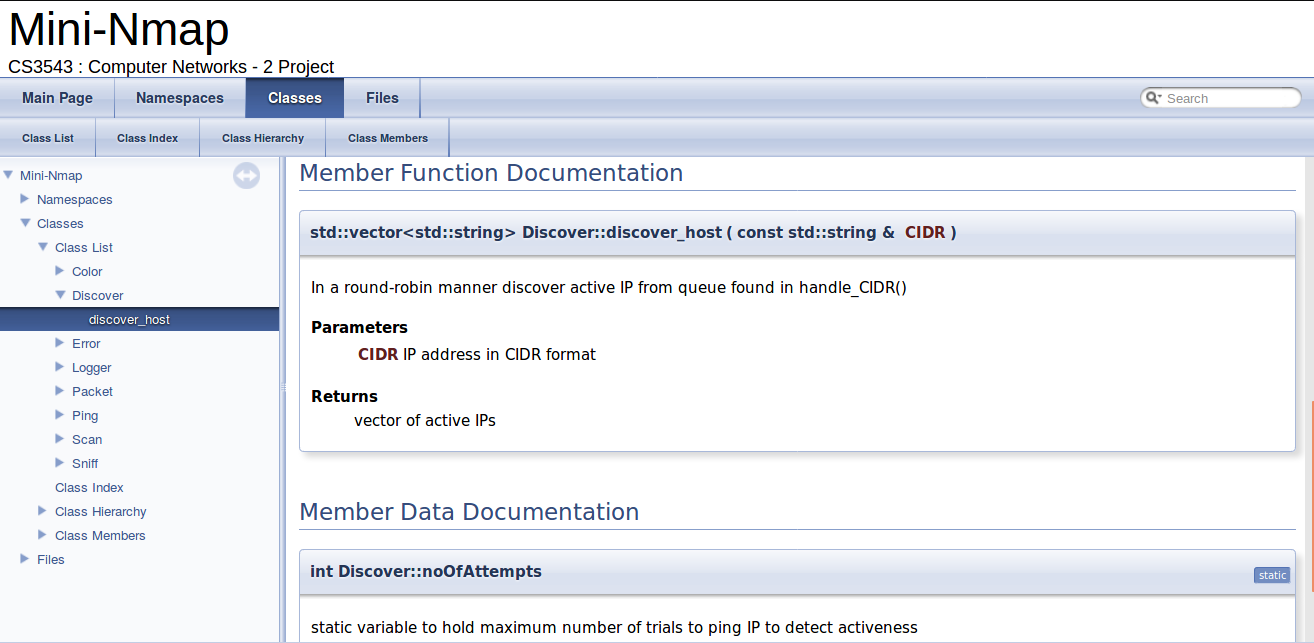 Mini-Nmap
CS3543 : Computer Networks - 2 Project
Main Page Namespaces Classes Files Search
Class List Class Index Class Hierarchy Class Members
Mini-Nmap
Namespaces
Classes
Class List
Color
Discover
discover_host
Error
Logger
Packet
Ping
Scan
Sniff
Class Index
Class Hierarchy
Class Members
Files
Member Function Documentation
std::vector<std::string> Discover::discover_host ( const std::string & CIDR )
In a round-robin manner discover active IP from queue found in handle_CIDR()
Parameters
CIDR IP address in CIDR format
Returns
vector of active IPs
Member Data Documentation
int Discover::noOfAttempts static
static variable to hold maximum number of trials to ping IP to detect activeness